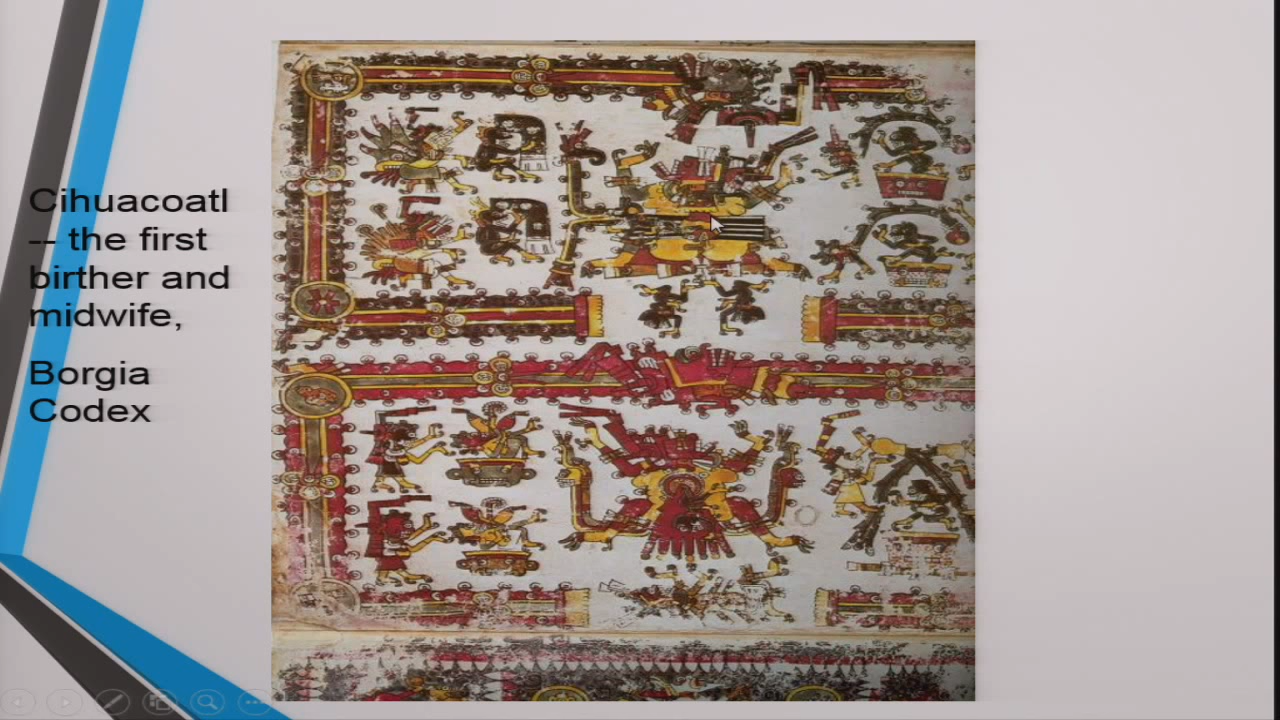 Cihuacoatl
-- the first
birther and
midwife,
Borgia
Codex